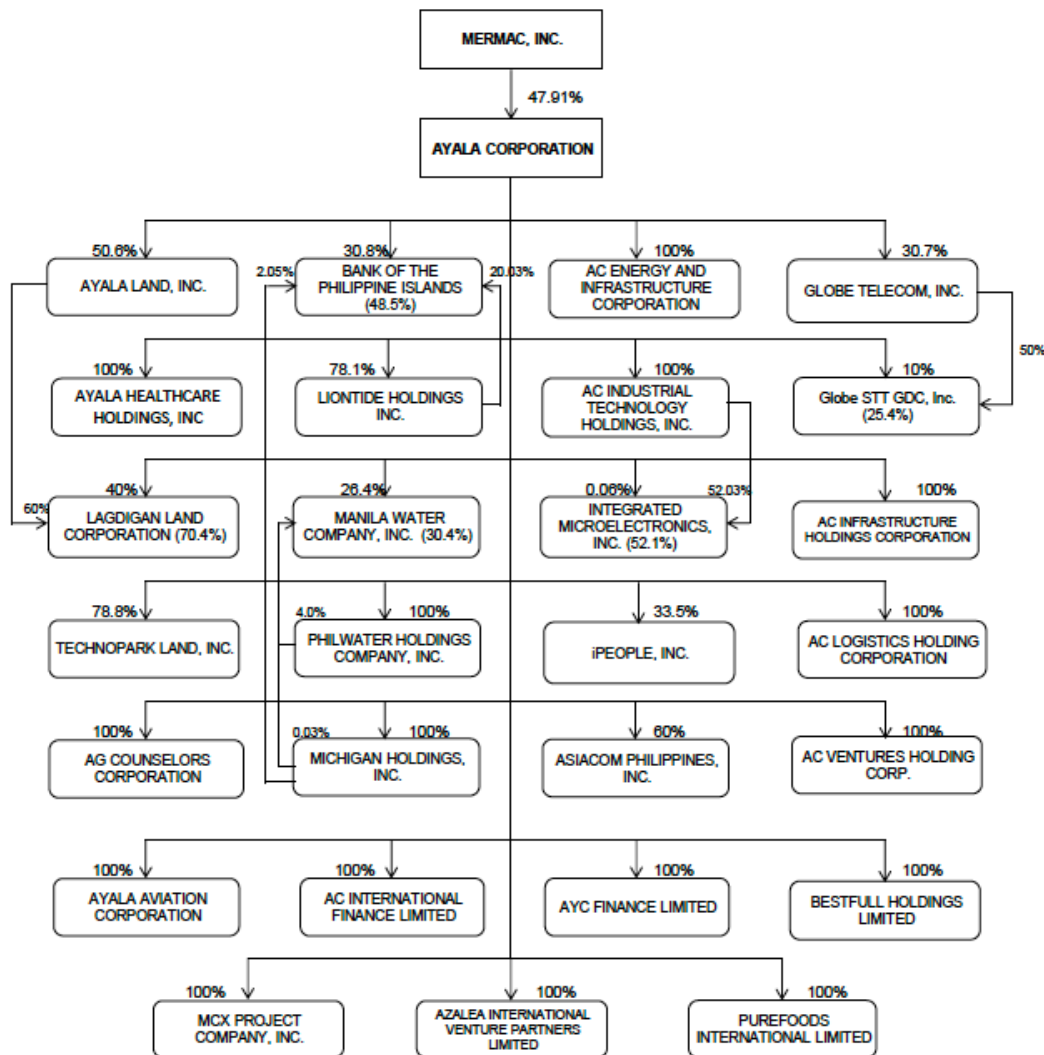 MERMAC, INC.
47.91%
AYALA CORPORATION
50.6%
30.8%
100%
30.7%
2.05%
20.03%
AYALA LAND, INC.
BANK OF THE
PHILIPPINE ISLANDS
(48.5%)
AC ENERGY AND
INFRASTRUCTURE
CORPORATION
GLOBE TELECOM, INC.
50%
100%
78.1%
100%
10%
AYALA HEALTHCARE
HOLDINGS, INC
LIONTIDE HOLDINGS
INC.
AC INDUSTRIAL
TECHNOLOGY
HOLDINGS, INC.
Globe STT GDC, Inc.
(25.4%)
40%
26.4%
0.06%
52.03%
100%
60%
LAGDIGAN LAND
CORPORATION (70.4%)
MANILA WATER
COMPANY, INC. (30.4%)
INTEGRATED
MICROELECTRONICS,
INC. (52.1%)
AC INFRASTRUCTURE
HOLDINGS CORPORATION
78.8%
4.0%
100%
33.5%
100%
TECHNOPARK LAND, INC.
PHILWATER HOLDINGS
COMPANY, INC.
iPEOPLE, INC.
AC LOGISTICS HOLDING
CORPORATION
100%
0.03%
100%
60%
100%
AG COUNSELORS
CORPORATION
MICHIGAN HOLDINGS,
INC.
ASIACOM PHILIPPINES,
INC.
AC VENTURES HOLDING
CORP.
100%
100%
100%
100%
AYALA AVIATION
CORPORATION
AC INTERNATIONAL
FINANCE LIMITED
AYC FINANCE LIMITED
BESTFULL HOLDINGS
LIMITED
100%
100%
100%
MCX PROJECT
COMPANY, INC.
AZALEA INTERNATIONAL
VENTURE PARTNERS
LIMITED
PUREFOODS
INTERNATIONAL LIMITED